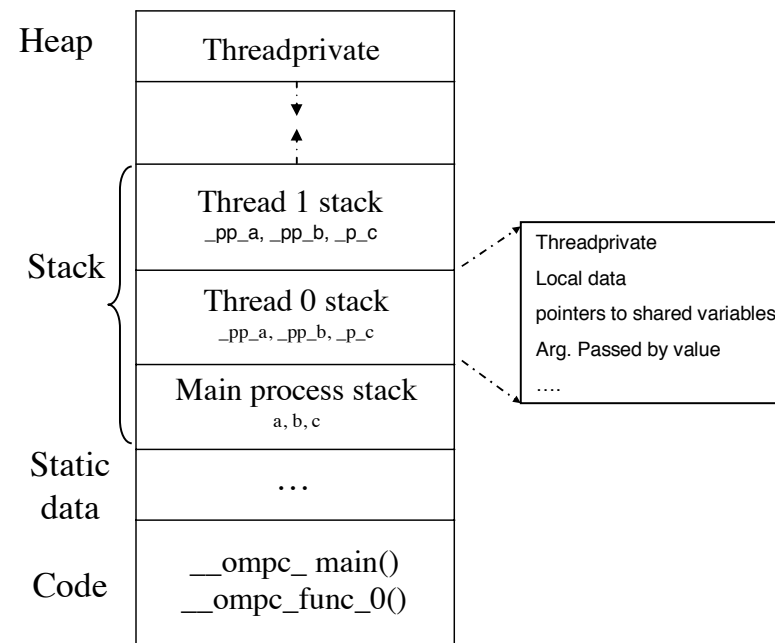 Heap
Threadprivate
Thread 1 stack
_pp_a, _pp_b, _p_c
Stack
Thread 0 stack
_pp_a, _pp_b, _p_c
Main process stack
a, b, c
Threadprivate
Local data
pointers to shared variables
Arg. Passed by value
....
Static
data
...
Code
__ompc_ main()
__ompc_func_0()